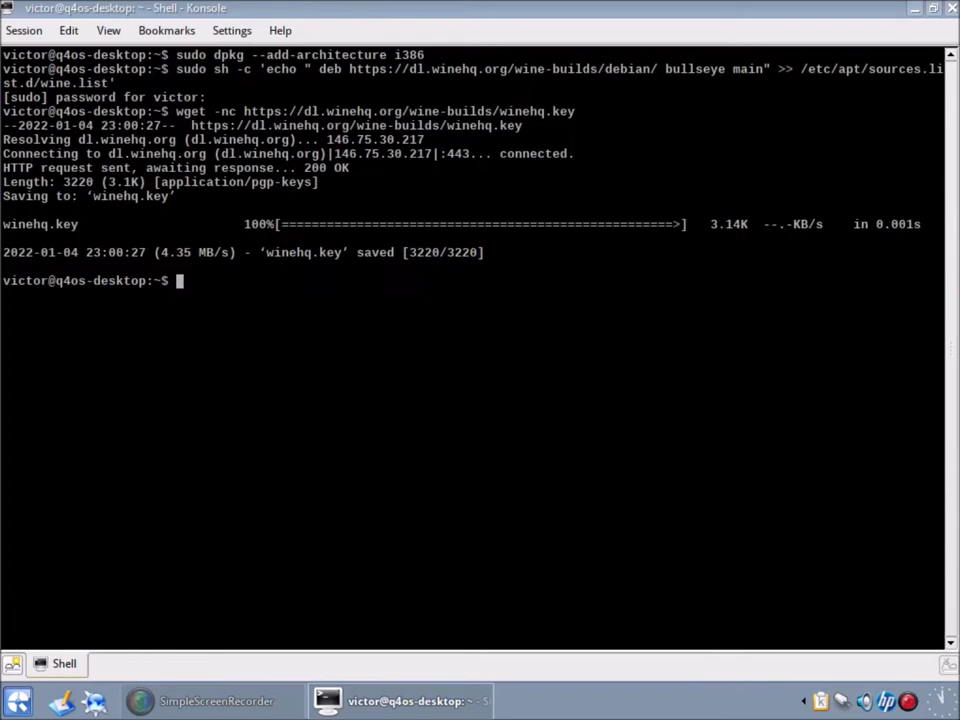 victor@q4os-desktop: ~ - Shell - Konsole
Session Edit View Bookmarks Settings Help
victor@q4os-desktop:~$ sudo dpkg --add-architecture i386
victor@q4os-desktop:~$ sudo sh -c 'echo " deb https://dl.winehq.org/wine-builds/debian/ bullseye main" >> /etc/apt/sources.li
st.d/wine.list'
[sudo] password for victor:
victor@q4os-desktop:~$ wget -nc https://dl.winehq.org/wine-builds/winehq.key
--2022-01-04 23:00:27--  https://dl.winehq.org/wine-builds/winehq.key
Resolving dl.winehq.org (dl.winehq.org)... 146.75.30.217
Connecting to dl.winehq.org (dl.winehq.org)|146.75.30.217|:443... connected.
HTTP request sent, awaiting response... 200 OK
Length: 3220 (3.1K) [application/pgp-keys]
Saving to: ‘winehq.key’
winehq.key 100%[====================================================>] 3.14K --.-KB/s in 0.001s
2022-01-04 23:00:27 (4.35 MB/s) - ‘winehq.key’ saved [3220/3220]
victor@q4os-desktop:~$
Shell
SimpleScreenRecorder
victor@q4os-desktop: ~ - S
hp